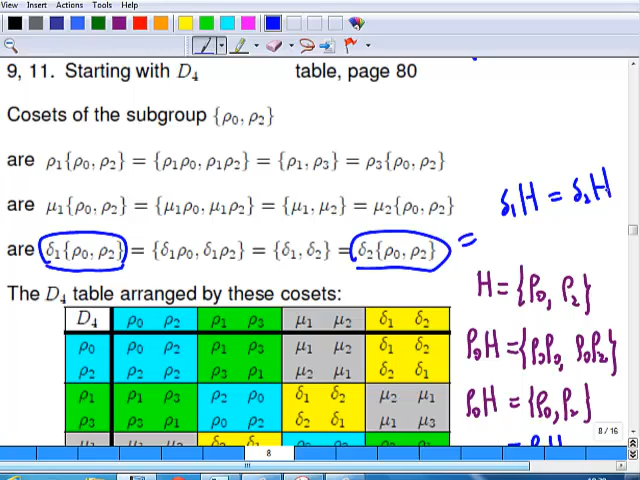 View Insert Actions Tools Help
9, 11. Starting with D₄ table, page 80
Cosets of the subgroup {ρ₀, ρ₂}
are ρ₁{ρ₀, ρ₂} = {ρ₁ρ₀, ρ₁ρ₂} = {ρ₁, ρ₃} = ρ₃{ρ₀, ρ₂}
are μ₁{ρ₀, ρ₂} = {μ₁ρ₀, μ₁ρ₂} = {μ₁, μ₂} = μ₂{ρ₀, ρ₂}
δ₁H = δ₂H
are δ₁{ρ₀, ρ₂} = {δ₁ρ₀, δ₁ρ₂} = {δ₁, δ₂} = δ₂{ρ₀, ρ₂} =
H = {ρ₀, ρ₂}
The D₄ table arranged by these cosets:
D₄ ρ₀ ρ₂ ρ₁ ρ₃ μ₁ μ₂ δ₁ δ₂
ρ₀ ρ₀ ρ₂ ρ₁ ρ₃ μ₁ μ₂ δ₁ δ₂
ρ₀H = {ρ₀ρ₀, ρ₀ρ₂}
ρ₂ ρ₂ ρ₀ ρ₃ ρ₁ μ₂ μ₁ δ₂ δ₁
ρ₁ ρ₁ ρ₃ ρ₂ ρ₀ δ₁ δ₂ μ₂ μ₁
ρ₀H = {ρ₀, ρ₂}
ρ₃ ρ₃ ρ₁ ρ₀ ρ₂ δ₂ δ₁ μ₁ μ₃
8 / 16
8